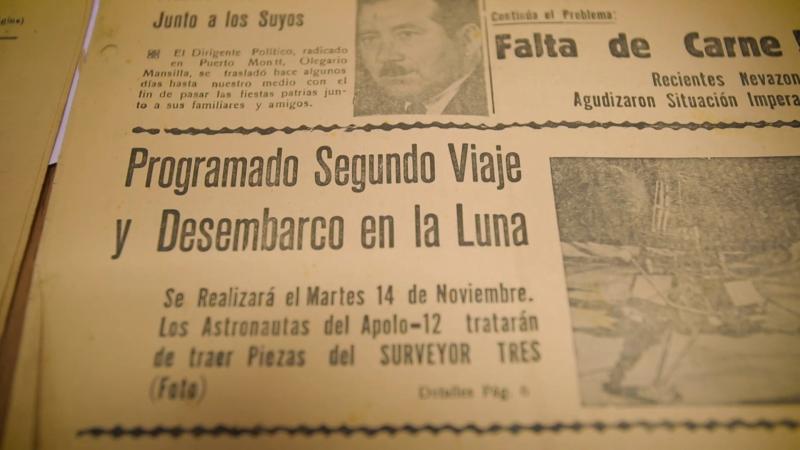 Junto a los Suyos
El Dirigente Político, radicado
en Puerto Montt, Olegario
Mansilla, se trasladó hace algunos
días hasta nuestro medio con el
fin de pasar las fiestas patrias jun-
to a sus familiares y amigos.
Continúa el Problema:
Falta de Carne
Recientes Nevazon
Agudizaron Situación Impera
Programado Segundo Viaje
y Desembarco en la Luna
Se Realizará el Martes 14 de Noviembre.
Los Astronautas del Apolo-12 tratarán
de traer Piezas del SURVEYOR TRES
(Foto)
Detalles Pág. 6